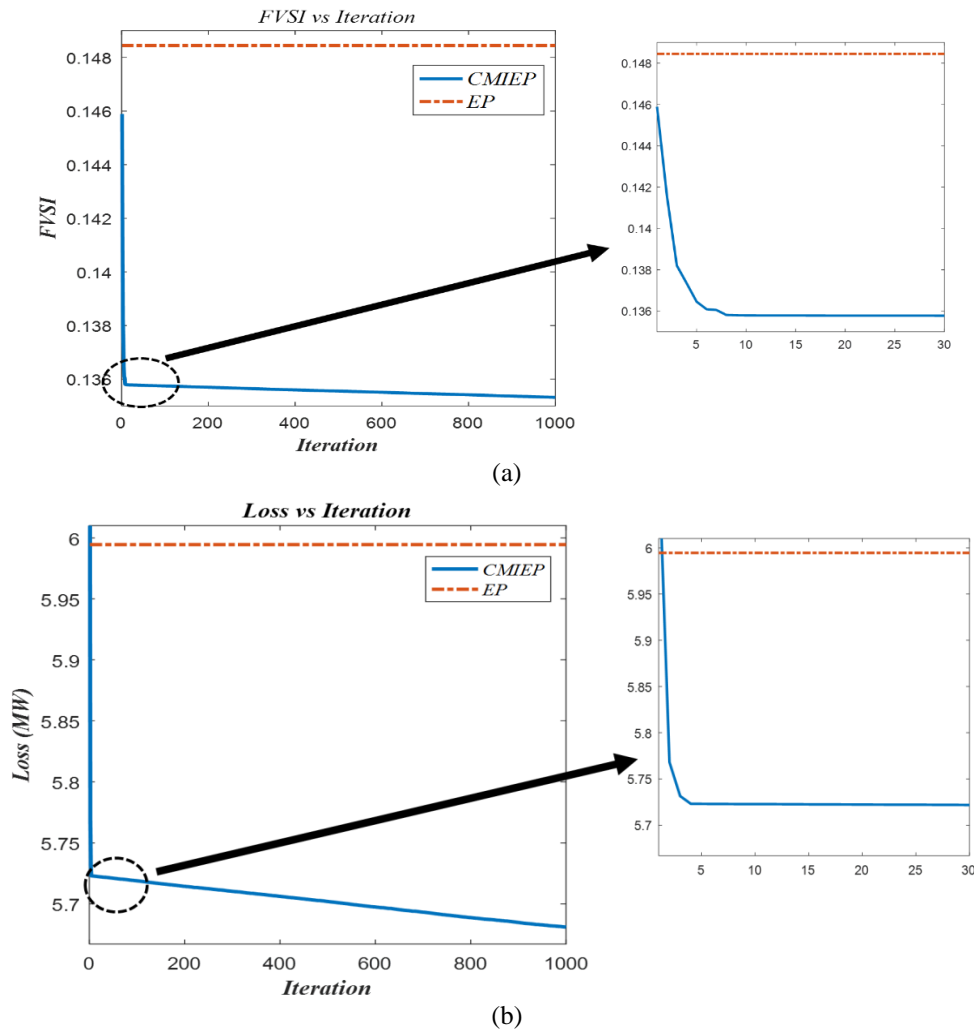 FVSI vs Iteration
0.148
0.146
0.144
0.142
0.14
0.138
0.136
FVSI
CMIEP
EP
0 200 400 600 800 1000
Iteration
0.148
0.146
0.144
0.142
0.14
0.138
0.136
5 10 15 20 25 30
(a)
Loss vs Iteration
6
5.95
5.9
5.85
5.8
5.75
5.7
Loss (MW)
CMIEP
EP
0 200 400 600 800 1000
Iteration
6
5.95
5.9
5.85
5.8
5.75
5.7
5 10 15 20 25 30
(b)